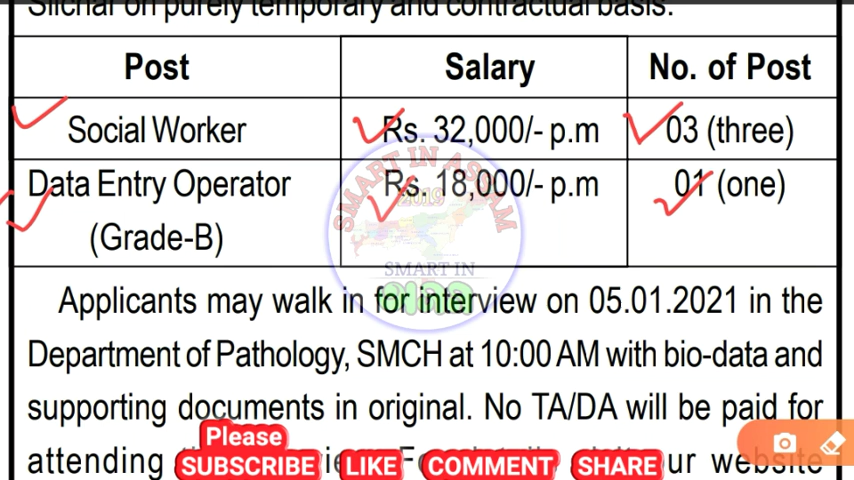 Silchar on purely temporary and contractual basis.
Post Salary No. of Post
Social Worker Rs. 32,000/- p.m 03 (three)
Data Entry Operator Rs. 18,000/- p.m 01 (one)
(Grade-B)
SMART IN ASSAM
2019
SMART IN
Applicants may walk in for interview on 05.01.2021 in the
Department of Pathology, SMCH at 10:00 AM with bio-data and
supporting documents in original. No TA/DA will be paid for
Please
attending
SUBSCRIBE LIKE COMMENT SHARE
ur website